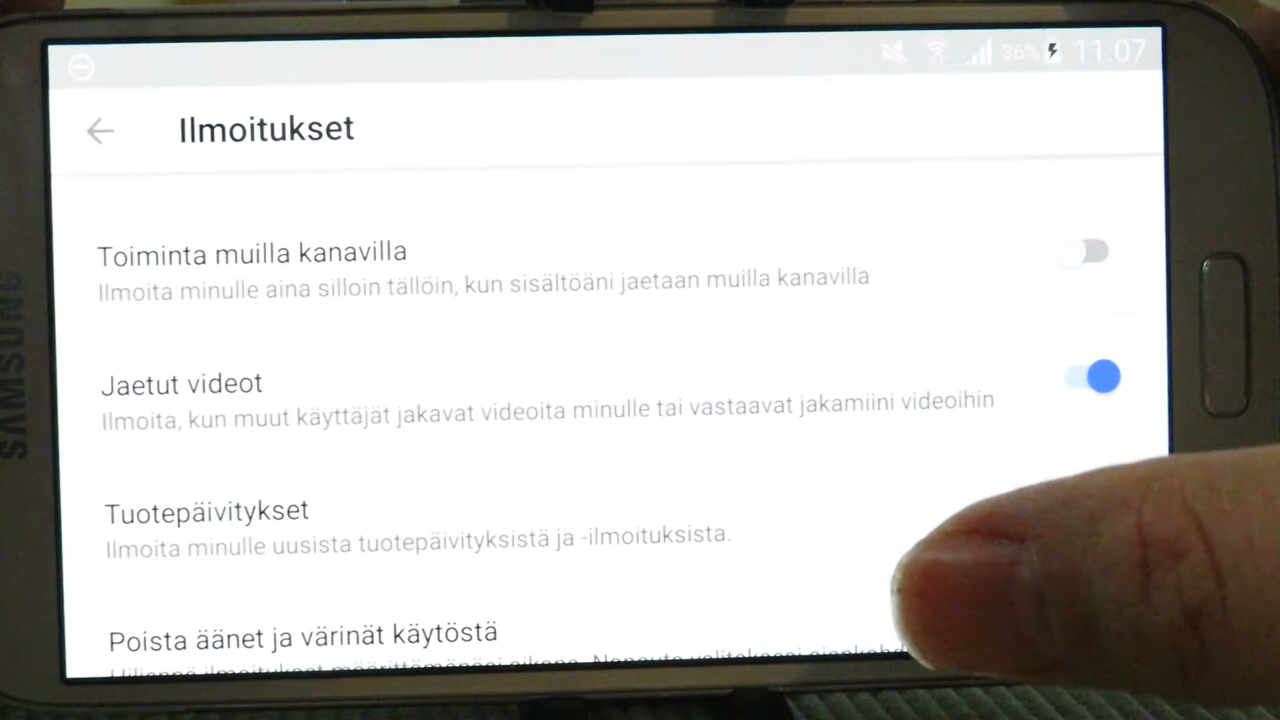 36% 11.07
Ilmoitukset
Toiminta muilla kanavilla
Ilmoita minulle aina silloin tällöin, kun sisältöäni jaetaan muilla kanavilla
Jaetut videot
Ilmoita, kun muut käyttäjät jakavat videoita minulle tai vastaavat jakamiini videoihin
Tuotepäivitykset
Ilmoita minulle uusista tuotepäivityksistä ja -ilmoituksista.
Poista äänet ja värinät käytöstä
SAMSUNG